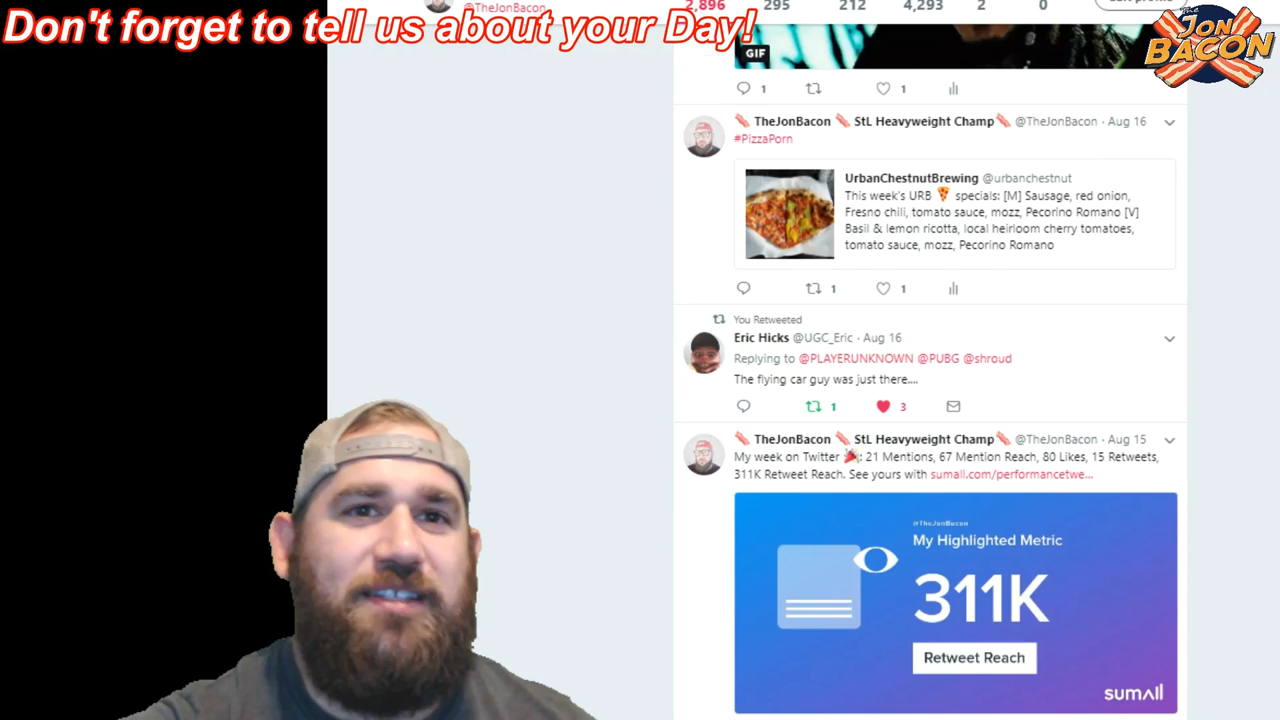 @TheJonBacon
2,896 295 212 4,293 2 0
Don't forget to tell us about your Day!
The
JON
BACON
GIF
1 1
TheJonBacon StL Heavyweight Champ @TheJonBacon · Aug 16
#PizzaPorn
UrbanChestnutBrewing @urbanchestnut
This week's URB specials: [M] Sausage, red onion,
Fresno chili, tomato sauce, mozz, Pecorino Romano [V]
Basil & lemon ricotta, local heirloom cherry tomatoes,
tomato sauce, mozz, Pecorino Romano
1 1
You Retweeted
Eric Hicks @UGC_Eric · Aug 16
Replying to @PLAYERUNKNOWN @PUBG @shroud
The flying car guy was just there....
1 3
TheJonBacon StL Heavyweight Champ @TheJonBacon · Aug 15
My week on Twitter : 21 Mentions, 67 Mention Reach, 80 Likes, 15 Retweets,
311K Retweet Reach. See yours with sumall.com/performancetwe...
@TheJonBacon
My Highlighted Metric
311K
Retweet Reach
sumall